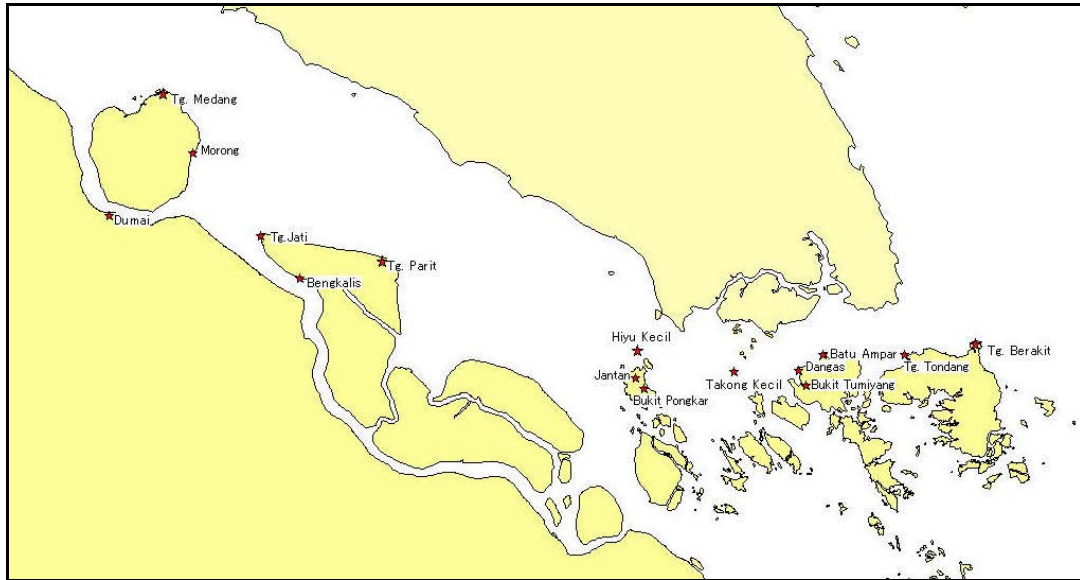 Tg. Medang
Morong
Dumai
Tg.Jati
Tg. Parit
Bengkalis
Hiyu Kecil
Jantan
Bukit Pongkar
Takong Kecil
Batu Ampar
Dangas
Bukit Tumiyang
Tg. Tondang
Tg. Berakit